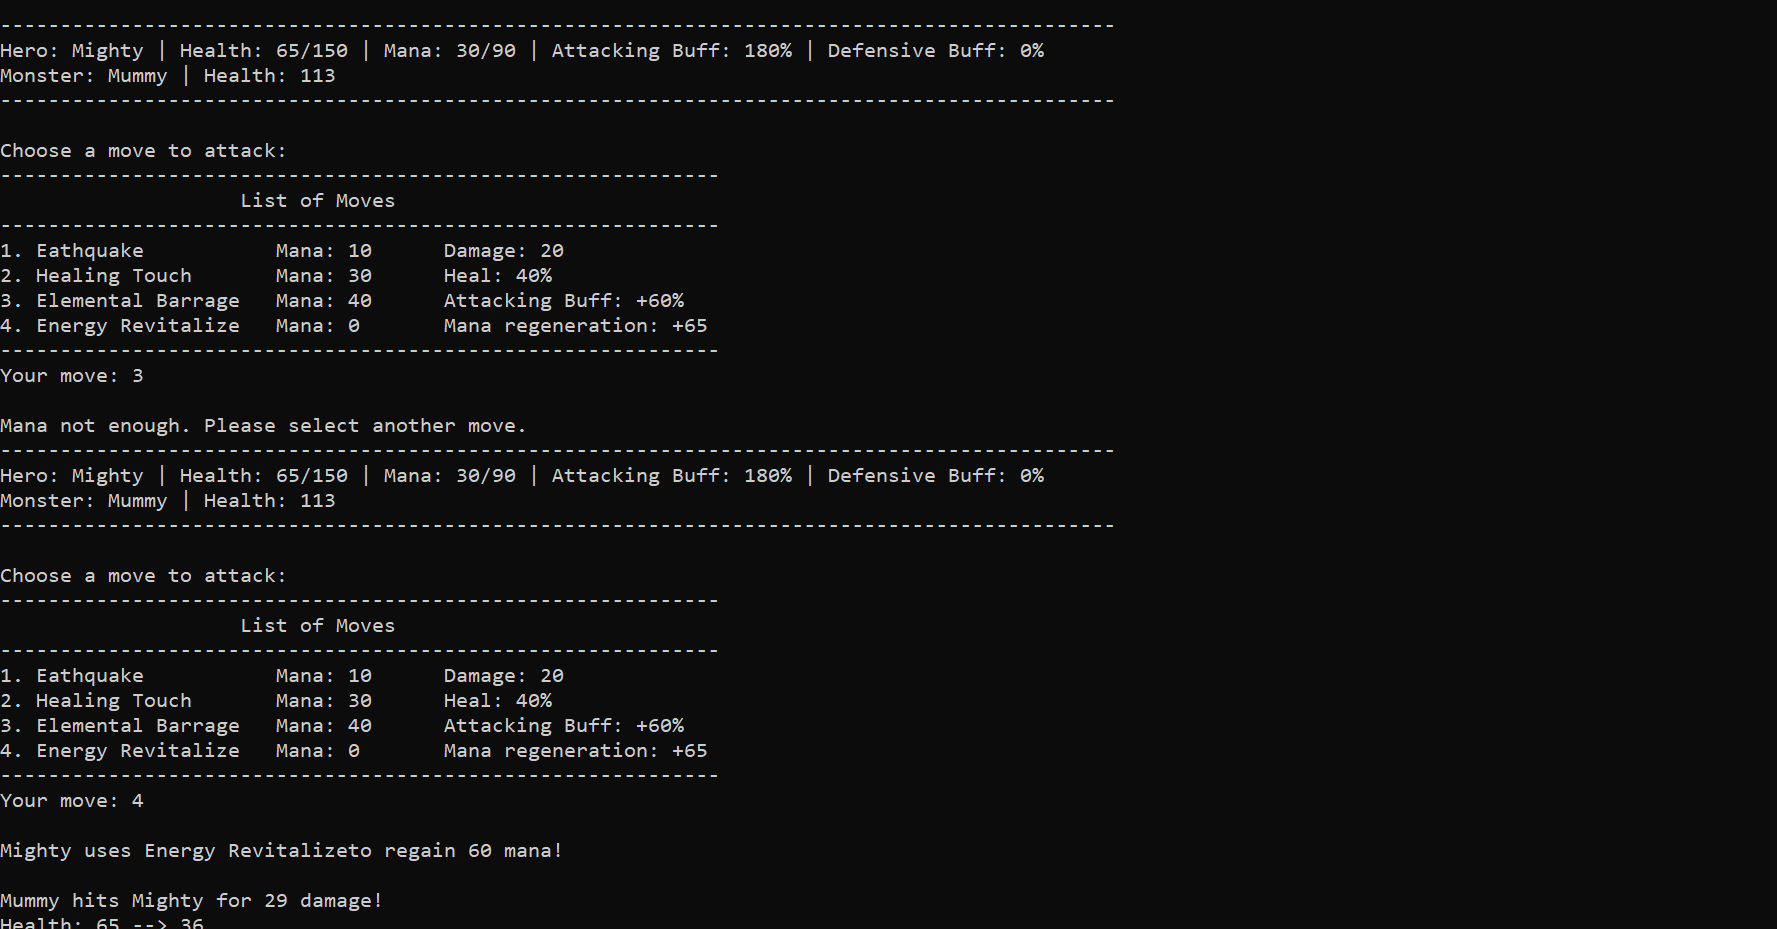 ---------------------------------------------------------------------------------------------
Hero: Mighty | Health: 65/150 | Mana: 30/90 | Attacking Buff: 180% | Defensive Buff: 0%
Monster: Mummy | Health: 113
---------------------------------------------------------------------------------------------
Choose a move to attack:
------------------------------------------------------------
                    List of Moves
------------------------------------------------------------
1. Eathquake           Mana: 10      Damage: 20
2. Healing Touch       Mana: 30      Heal: 40%
3. Elemental Barrage   Mana: 40      Attacking Buff: +60%
4. Energy Revitalize   Mana: 0       Mana regeneration: +65
------------------------------------------------------------
Your move: 3
Mana not enough. Please select another move.
---------------------------------------------------------------------------------------------
Hero: Mighty | Health: 65/150 | Mana: 30/90 | Attacking Buff: 180% | Defensive Buff: 0%
Monster: Mummy | Health: 113
---------------------------------------------------------------------------------------------
Choose a move to attack:
------------------------------------------------------------
                    List of Moves
------------------------------------------------------------
1. Eathquake           Mana: 10      Damage: 20
2. Healing Touch       Mana: 30      Heal: 40%
3. Elemental Barrage   Mana: 40      Attacking Buff: +60%
4. Energy Revitalize   Mana: 0       Mana regeneration: +65
------------------------------------------------------------
Your move: 4
Mighty uses Energy Revitalizeto regain 60 mana!
Mummy hits Mighty for 29 damage!
Health: 65 --> 36